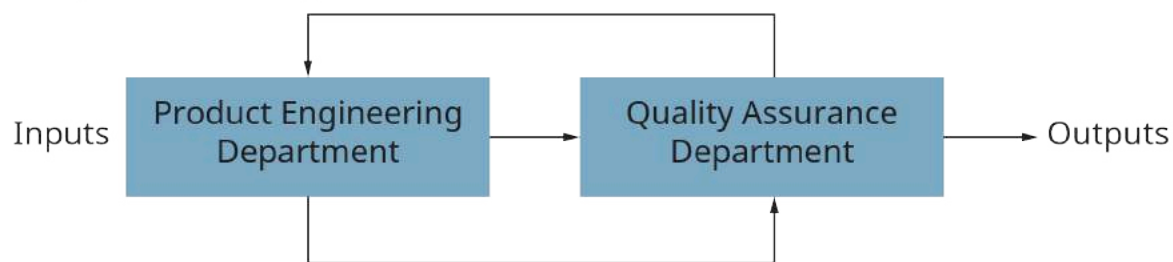 Inputs
Product Engineering
Department
Quality Assurance
Department
Outputs